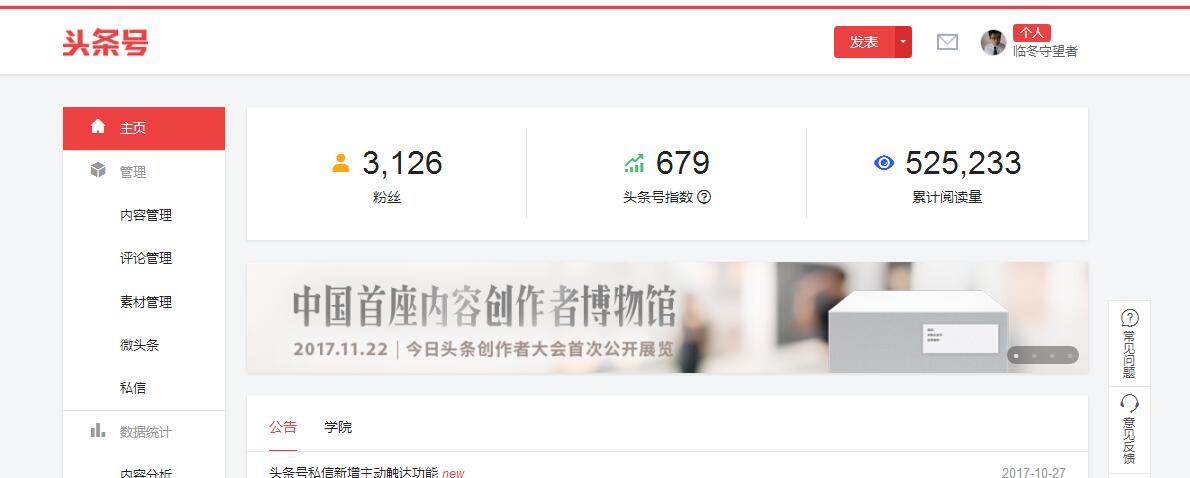 头条号
发表
个人
临冬守望者
主页
管理
内容管理
评论管理
素材管理
微头条
私信
数据统计
内容分析
3,126
粉丝
679
头条号指数 ?
525,233
累计阅读量
中国首座内容创作者博物馆
2017.11.22 | 今日头条创作者大会首次公开展览
公告 学院
头条号私信新增主动触达功能 new 2017-10-27
常见问题
意见反馈